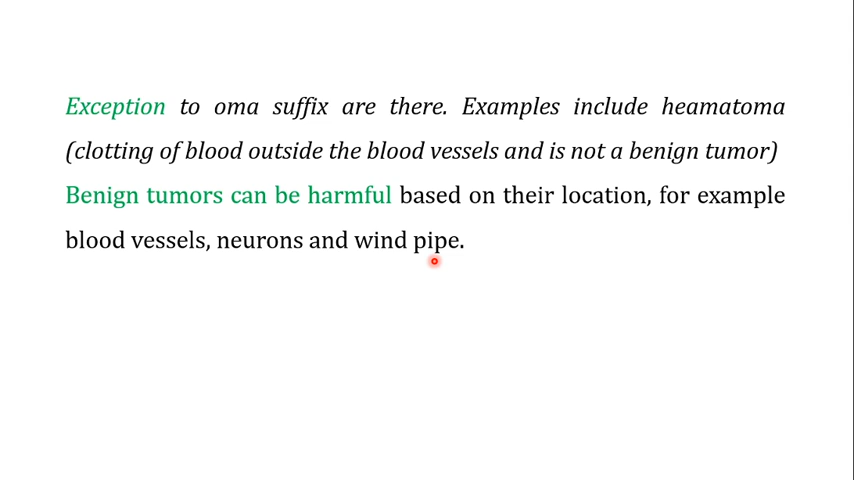 Exception to oma suffix are there. Examples include heamatoma
(clotting of blood outside the blood vessels and is not a benign tumor)
Benign tumors can be harmful based on their location, for example
blood vessels, neurons and wind pipe.